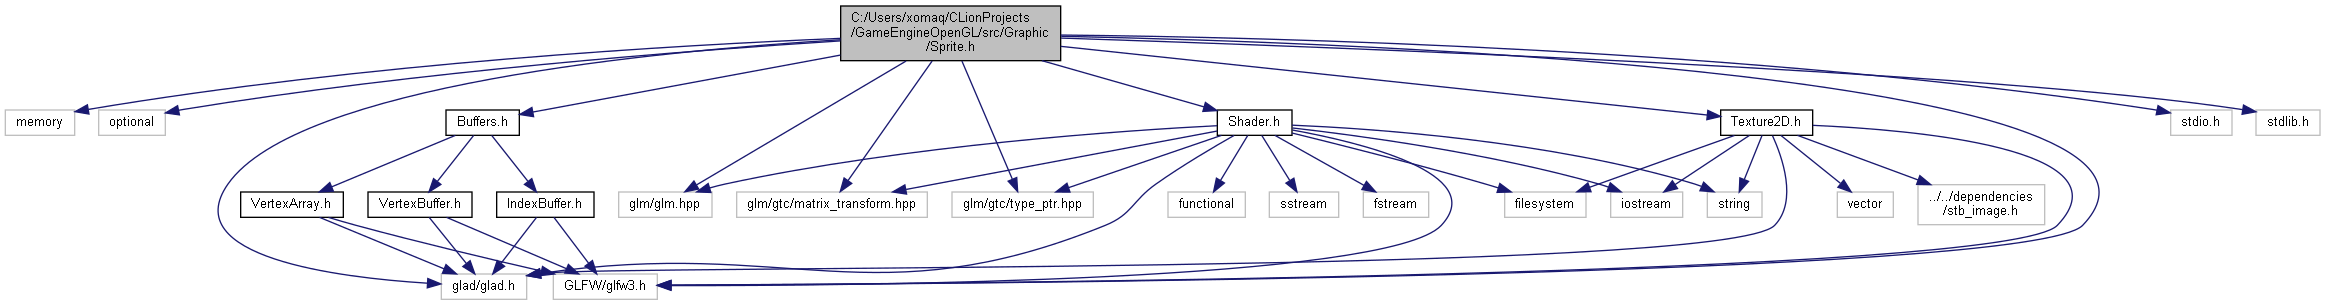 C:/Users/xomaq/CLionProjects
/GameEngineOpenGL/src/Graphic
/Sprite.h
memory
optional
Buffers.h
Shader.h
Texture2D.h
stdio.h
stdlib.h
VertexArray.h
VertexBuffer.h
IndexBuffer.h
glm/glm.hpp
glm/gtc/matrix_transform.hpp
glm/gtc/type_ptr.hpp
functional
sstream
fstream
filesystem
iostream
string
vector
../../dependencies
/stb_image.h
glad/glad.h
GLFW/glfw3.h